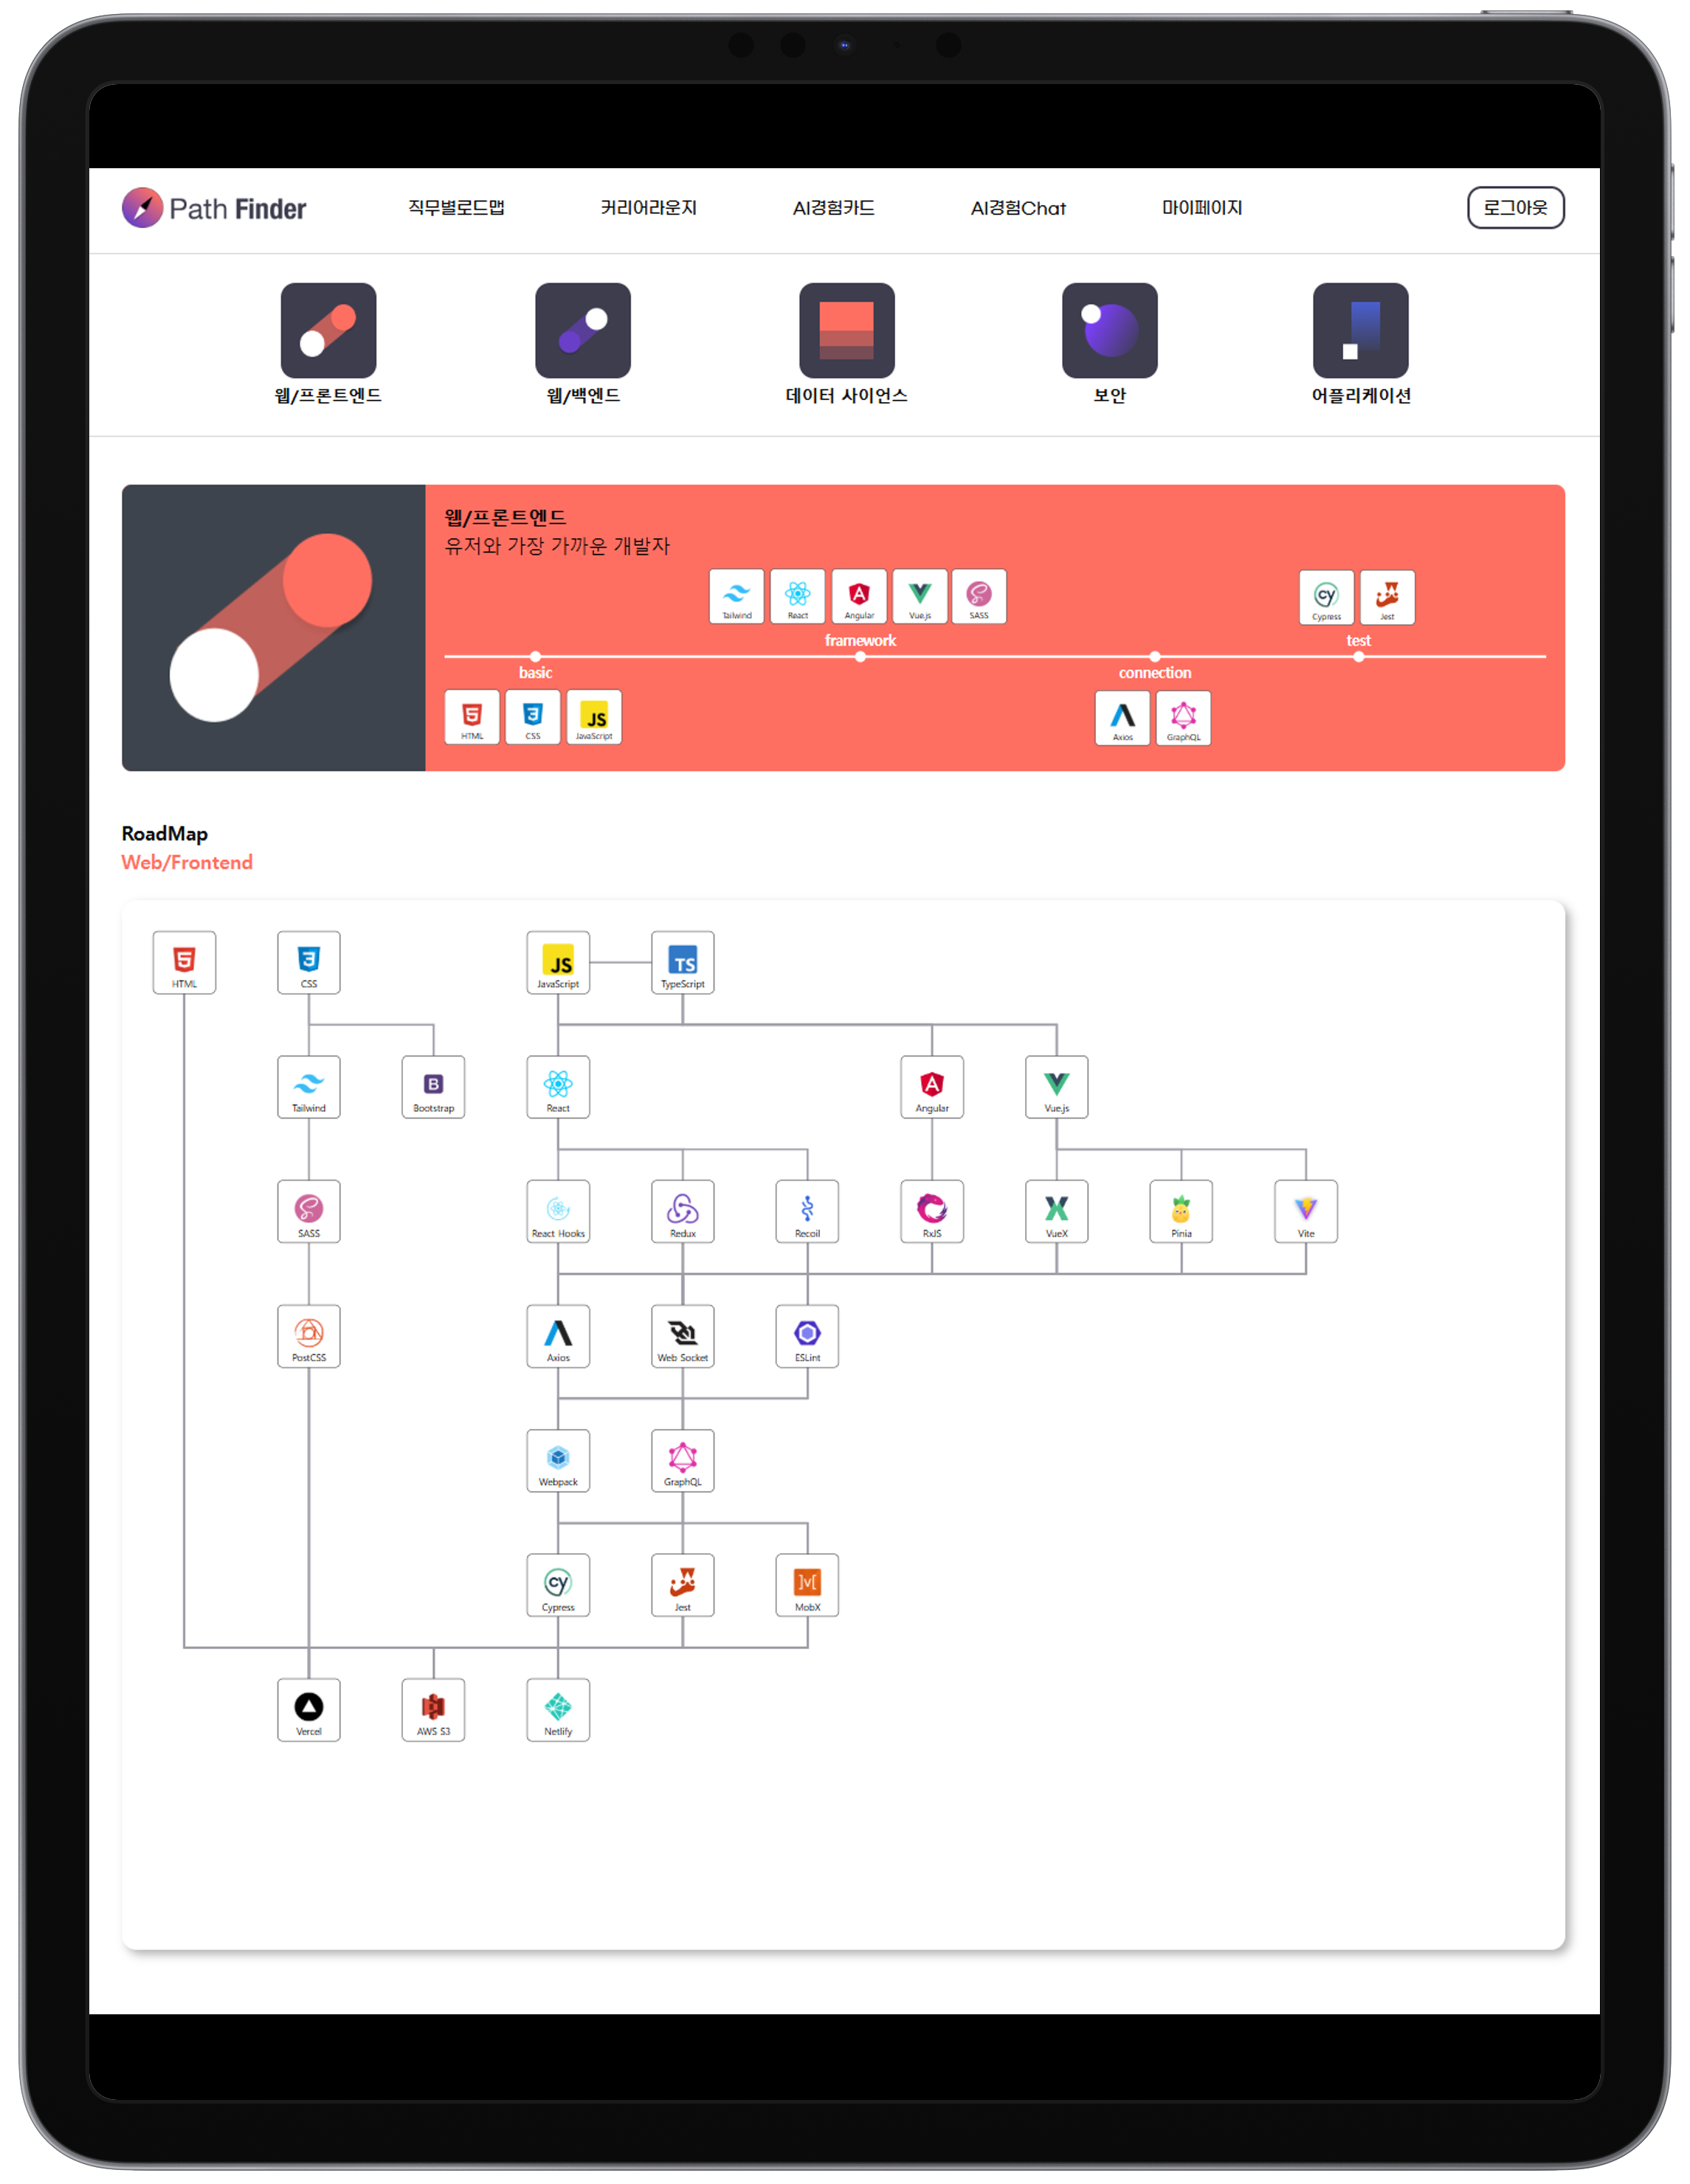 Path Finder 직무별로드맵 커리어라운지 AI경험카드 AI경험Chat 마이페이지 로그아웃
웹/프론트엔드 웹/백엔드 데이터 사이언스 보안 어플리케이션
웹/프론트엔드
유저와 가장 가까운 개발자
Tailwind React Angular Vue.js SASS Cypress Jest
framework test
basic connection
HTML CSS JavaScript Axios GraphQL
RoadMap
Web/Frontend
HTML CSS JavaScript TypeScript
Tailwind Bootstrap React Angular Vue.js
SASS React Hooks Redux Recoil RxJS VueX Pinia Vite
PostCSS Axios Web Socket ESLint
Webpack GraphQL
Cypress Jest MobX
Vercel AWS S3 Netlify